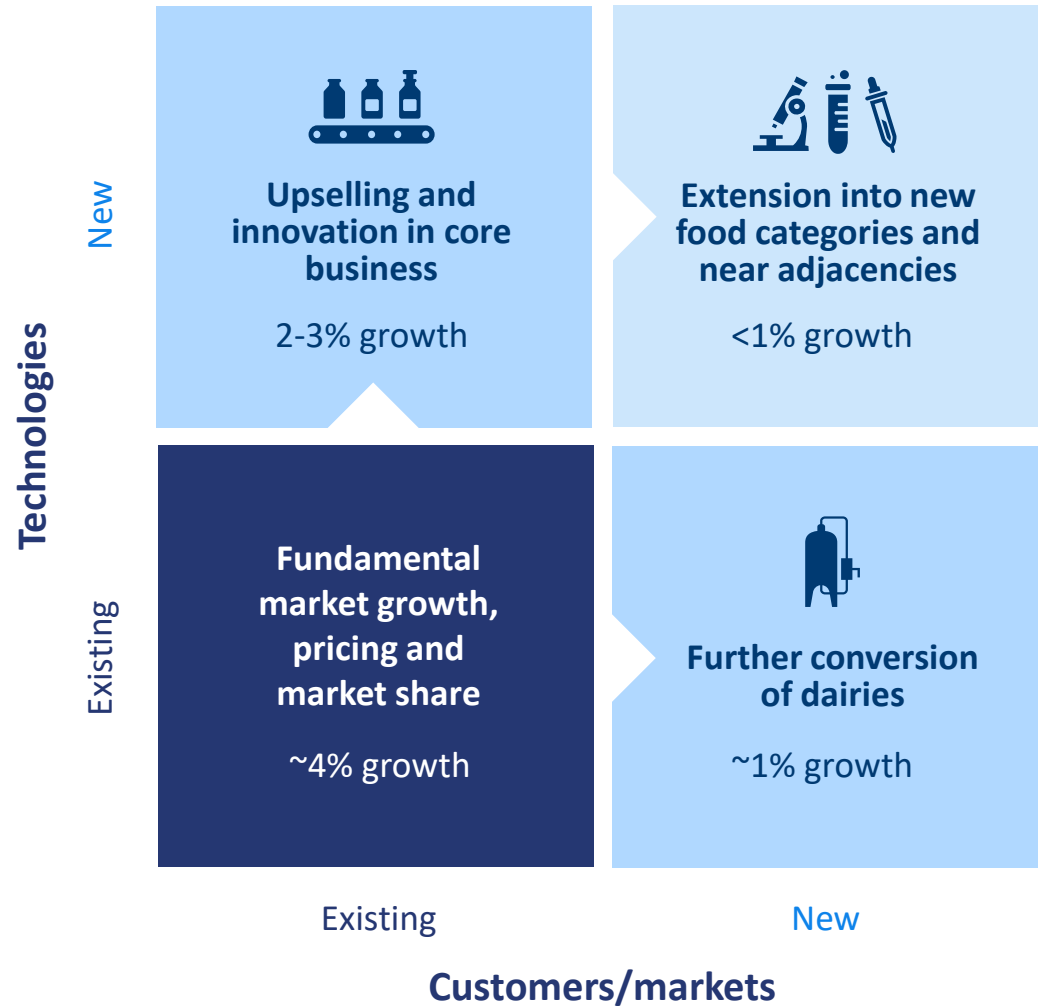 Technologies
New
Existing
Upselling and
innovation in core
business
2-3% growth
Extension into new
food categories and
near adjacencies
<1% growth
Fundamental
market growth,
pricing and
market share
~4% growth
Further conversion
of dairies
~1% growth
Existing
New
Customers/markets